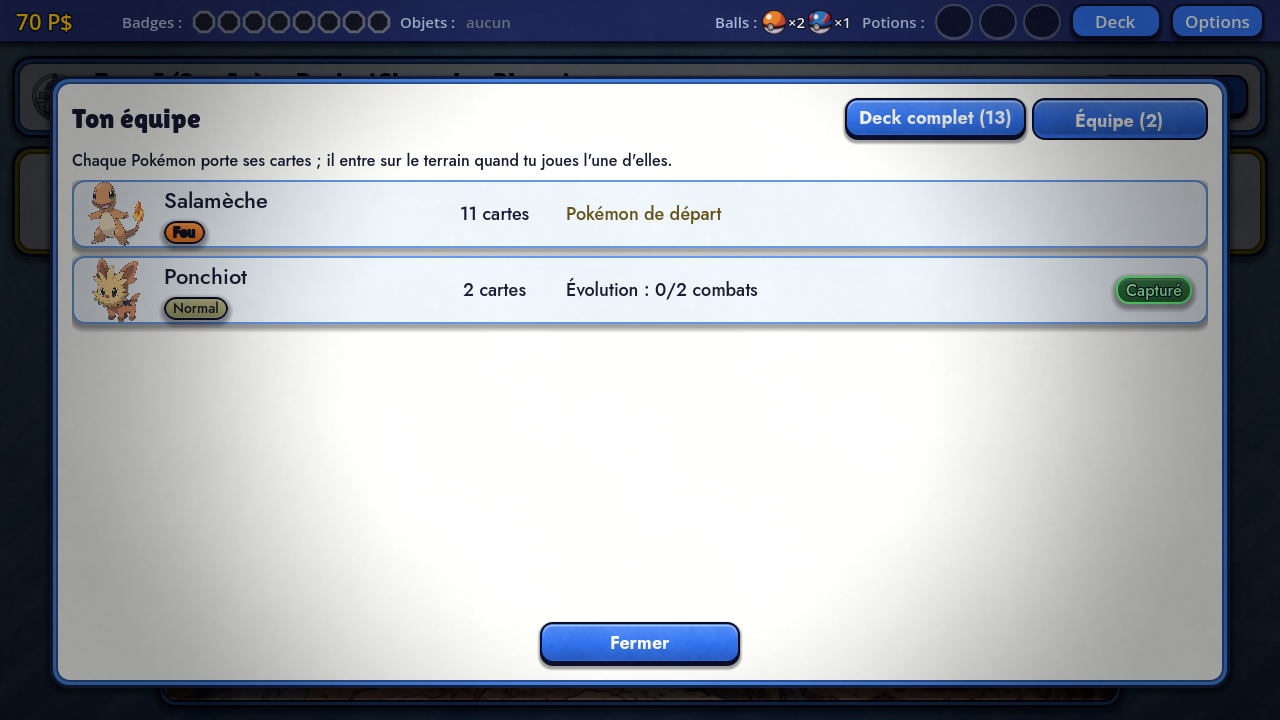 70 P$ Badges : Objets : aucun Balls : ×2 ×1 Potions : Deck Options
Ton équipe Deck complet (13) Équipe (2)
Chaque Pokémon porte ses cartes ; il entre sur le terrain quand tu joues l'une d'elles.
Salamèche
11 cartes Pokémon de départ
Feu
Ponchiot
2 cartes Évolution : 0/2 combats Capturé
Normal
Fermer